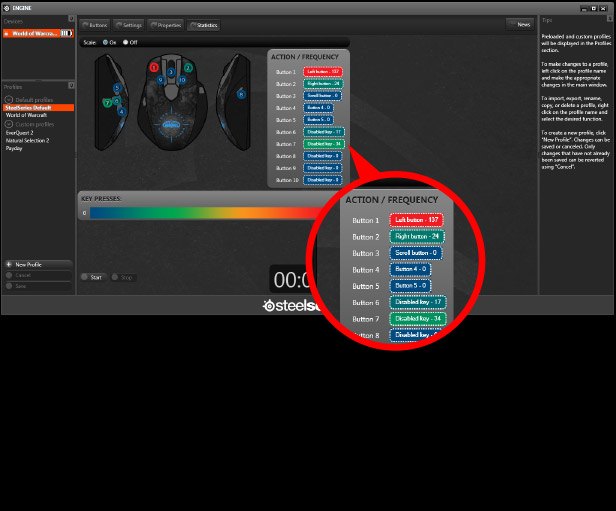 ENGINE
Devices
World of Warcra...
Profiles
Default profiles
SteelSeries Default
World of Warcraft
Custom profiles
EverQuest 2
Natural Selection 2
Payday
New Profile
Cancel
Save
Buttons
Settings
Properties
Statistics
News
Scale:
On
Off
1
2
3
9
10
5
7
6
4
8
ACTION / FREQUENCY
Button 1 Left button - 137
Button 2 Right button - 24
Button 3 Scroll button - 0
Button 4 Button 4 - 0
Button 5 Button 5 - 0
Button 6 Disabled key - 17
Button 7 Disabled key - 34
Button 8 Disabled key - 0
Button 9 Disabled key - 0
Button 10 Disabled key - 0
KEY PRESSES:
0
Start
Stop
00:0
steelse
Tips
Preloaded and custom profiles
will be displayed in the Profiles
section.
To make changes to a profile,
left click on the profile name
and make the appropriate
changes in the main window.
To import, export, rename,
copy, or delete a profile, right
click on the profile name and
select the desired function.
To create a new profile, click
"New Profile". Changes can be
saved or canceled. Only
changes that have not already
been saved can be reverted
using "Cancel".
ACTION / FREQUENCY
Button 1 Left button - 137
Button 2 Right button - 24
Button 3 Scroll button - 0
Button 4 Button 4 - 0
Button 5 Button 5 - 0
Button 6 Disabled key - 17
Button 7 Disabled key - 34
Button 8 Disabled key -